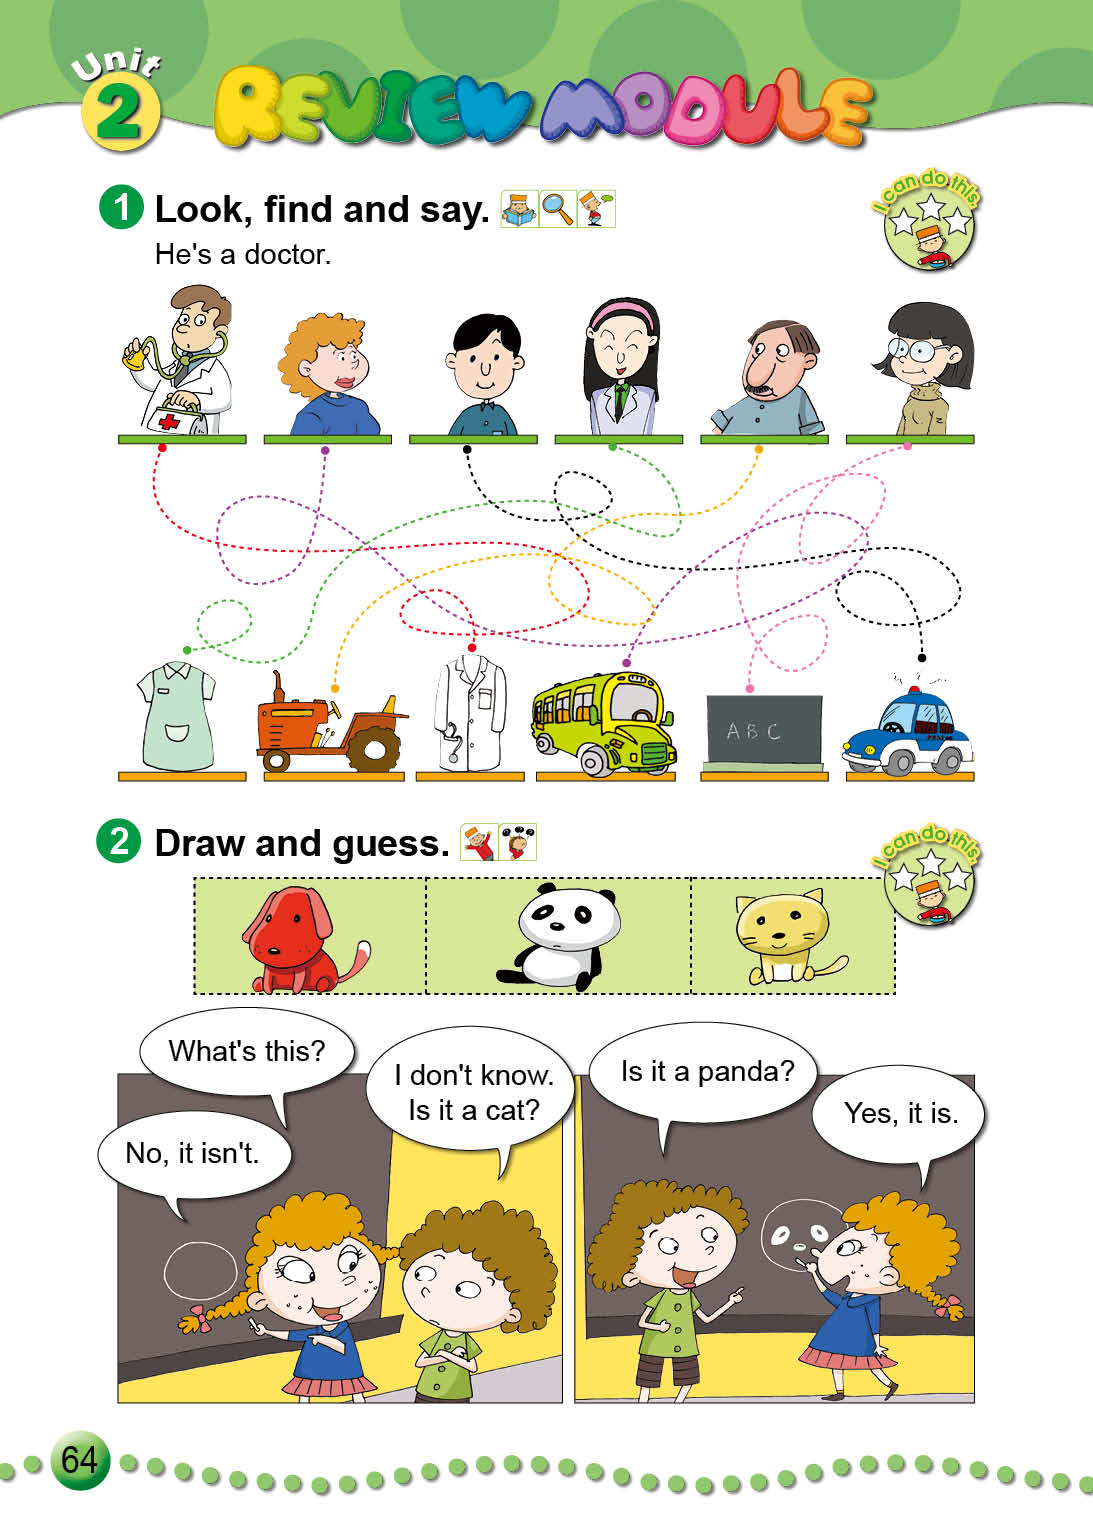 Unit
2
REVIEW MODULE
1 Look, find and say.
I can do this.
He's a doctor.
A B C
2 Draw and guess.
I can do this.
What's this?
I don't know.
Is it a cat?
No, it isn't.
Is it a panda?
Yes, it is.
64